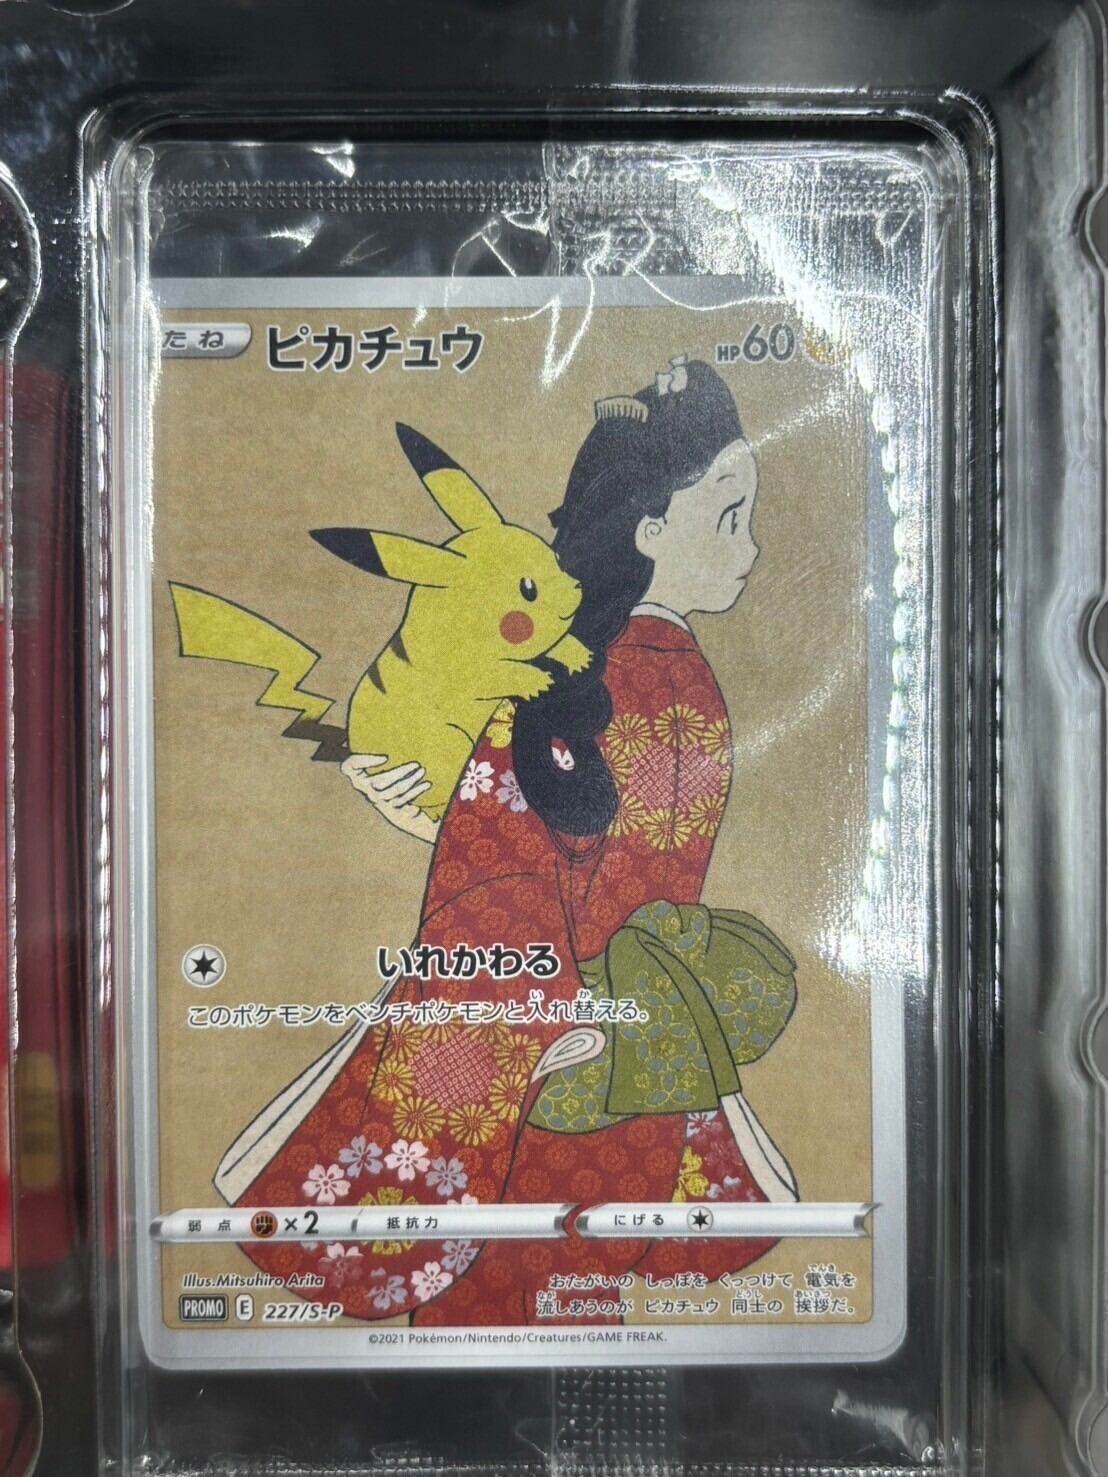 たね ピカチュウ HP60
いれかわる
このポケモンをベンチポケモンと入れ替える。
弱点 ×2 抵抗力 にげる
Illus.Mitsuhiro Arita
PROMO E 227/S-P
おたがいの しっぽを くっつけて 電気を
流しあうのが ピカチュウ 同士の 挨拶だ。
©2021 Pokémon/Nintendo/Creatures/GAME FREAK.